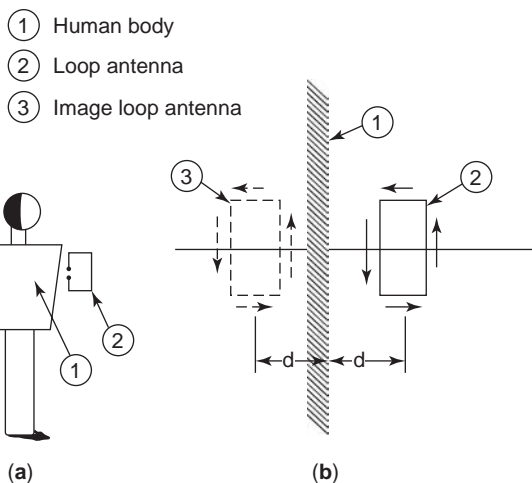 1 Human body
2 Loop antenna
3 Image loop antenna
1
3
2
2
1
d d
(a) (b)